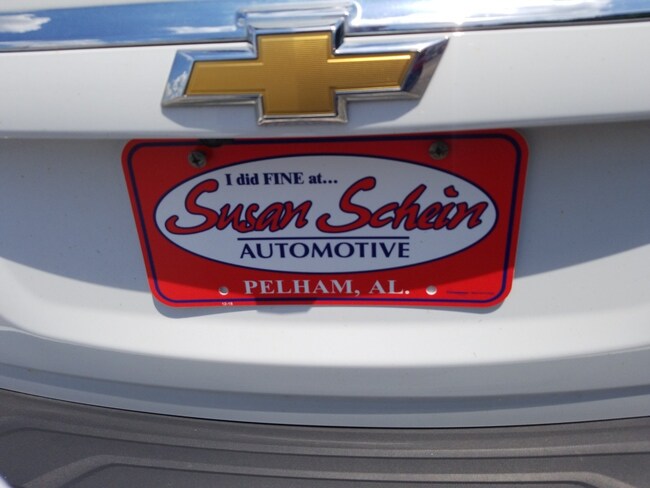 I did FINE at...
Susan Schein
AUTOMOTIVE
PELHAM, AL.